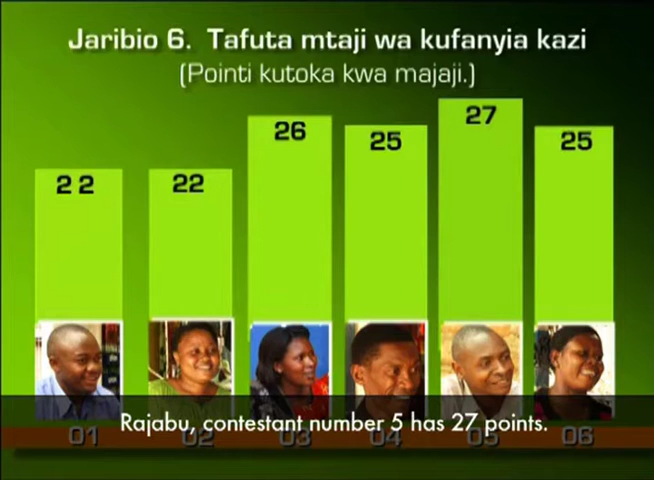 Jaribio 6. Tafuta mtaji wa kufanyia kazi
(Pointi kutoka kwa majaji.)
22 22 26 25 27 25
Rajabu, contestant number 5 has 27 points.
01 02 03 04 05 06